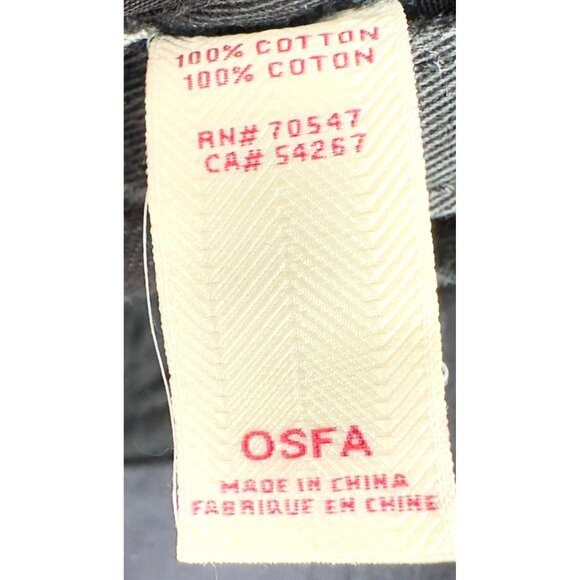 100% COTTON
100% COTON
RN# 70547
CA# 54267
OSFA
MADE IN CHINA
FABRIQUE EN CHINE